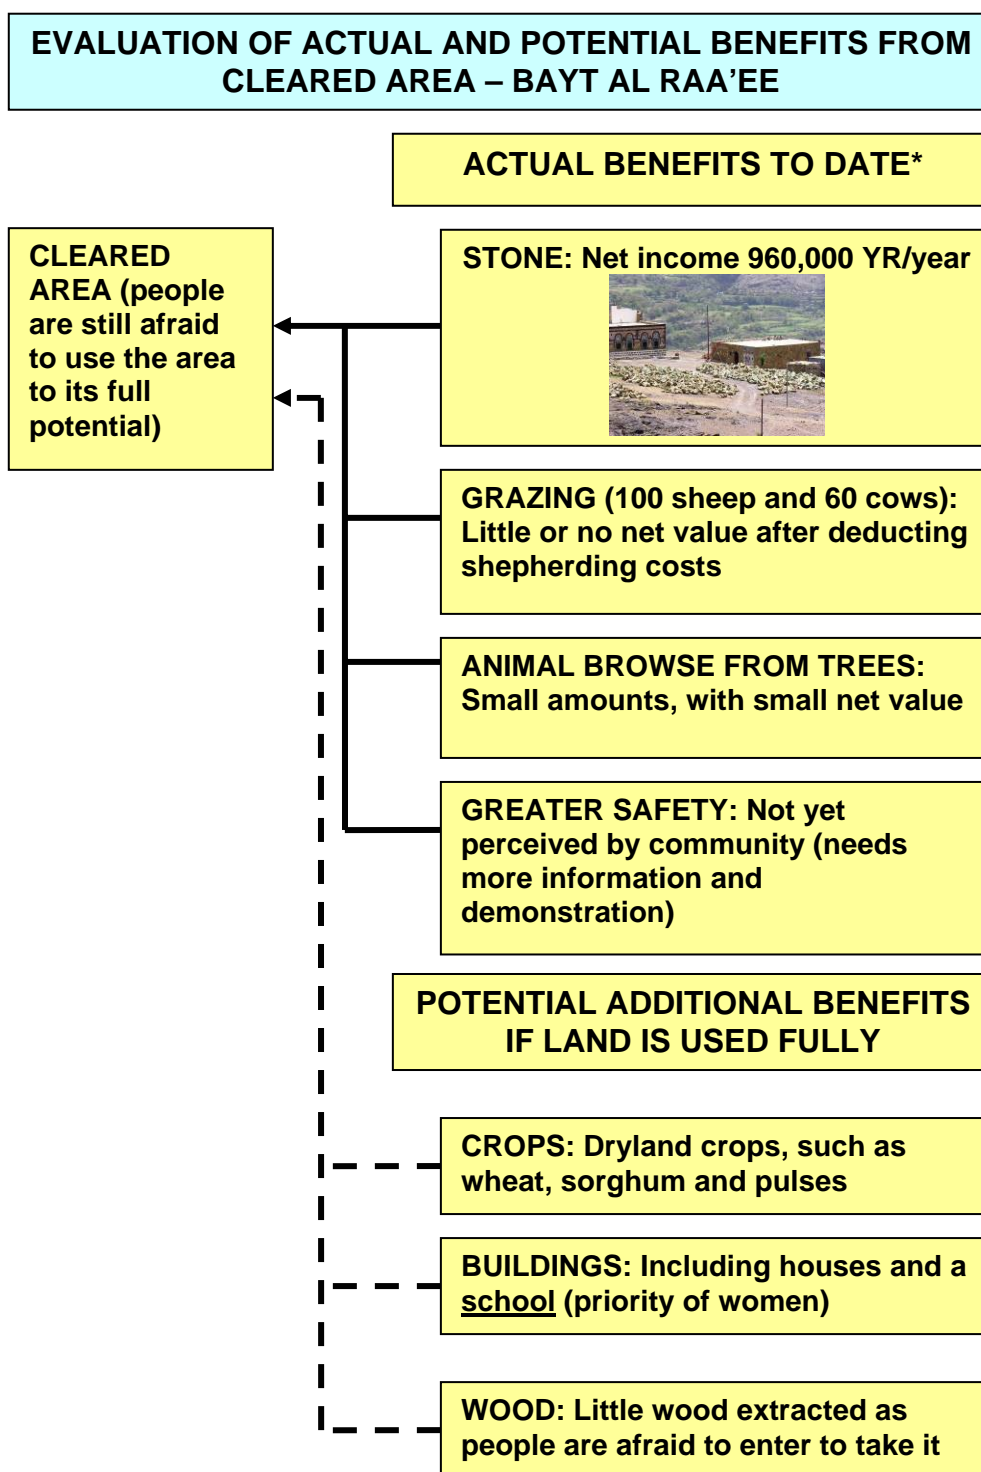 EVALUATION OF ACTUAL AND POTENTIAL BENEFITS FROM
CLEARED AREA – BAYT AL RAA’EE
ACTUAL BENEFITS TO DATE*
CLEARED
AREA (people
are still afraid
to use the area
to its full
potential)
STONE: Net income 960,000 YR/year
GRAZING (100 sheep and 60 cows):
Little or no net value after deducting
shepherding costs
ANIMAL BROWSE FROM TREES:
Small amounts, with small net value
GREATER SAFETY: Not yet
perceived by community (needs
more information and
demonstration)
POTENTIAL ADDITIONAL BENEFITS
IF LAND IS USED FULLY
CROPS: Dryland crops, such as
wheat, sorghum and pulses
BUILDINGS: Including houses and a
school (priority of women)
WOOD: Little wood extracted as
people are afraid to enter to take it